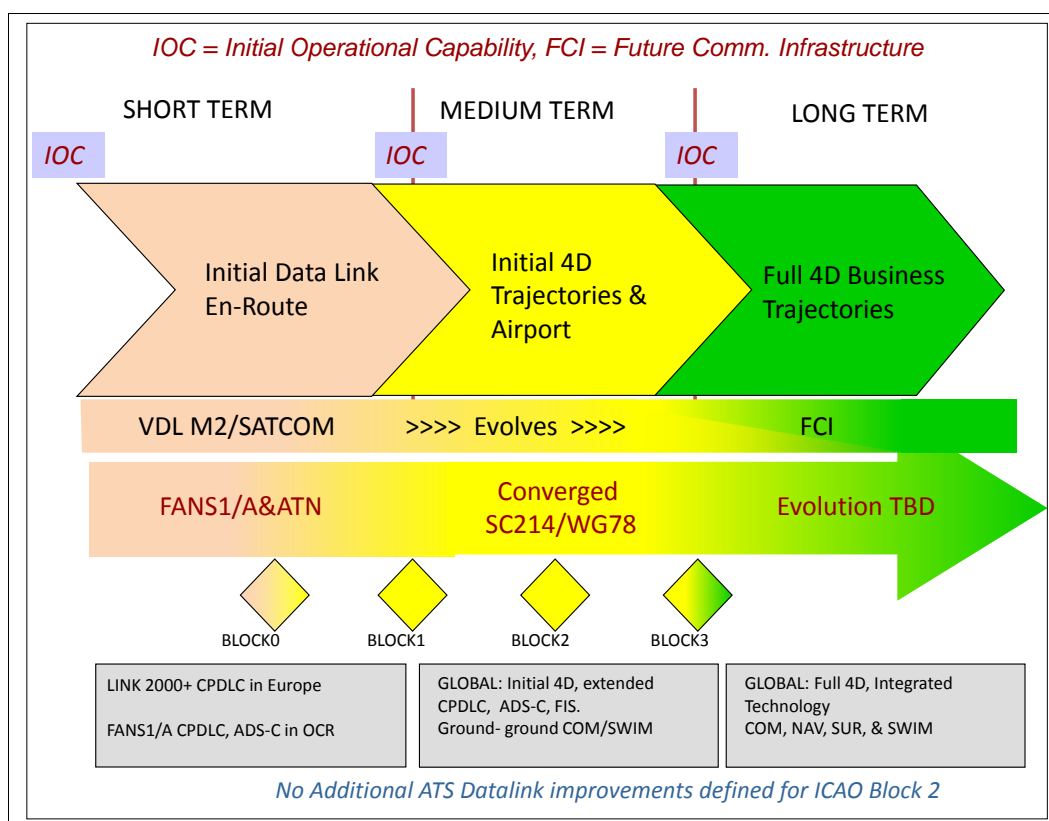 IOC = Initial Operational Capability, FCI = Future Comm. Infrastructure
SHORT TERM
MEDIUM TERM
LONG TERM
IOC
IOC
IOC
Initial Data Link
En-Route
Initial 4D
Trajectories &
Airport
Full 4D Business
Trajectories
VDL M2/SATCOM
>>>> Evolves >>>>
FCI
FANS1/A&ATN
Converged
SC214/WG78
Evolution TBD
BLOCK0
BLOCK1
BLOCK2
BLOCK3
LINK 2000+ CPDLC in Europe
FANS1/A CPDLC, ADS-C in OCR
GLOBAL: Initial 4D, extended
CPDLC, ADS-C, FIS.
Ground- ground COM/SWIM
GLOBAL: Full 4D, Integrated
Technology
COM, NAV, SUR, & SWIM
No Additional ATS Datalink improvements defined for ICAO Block 2